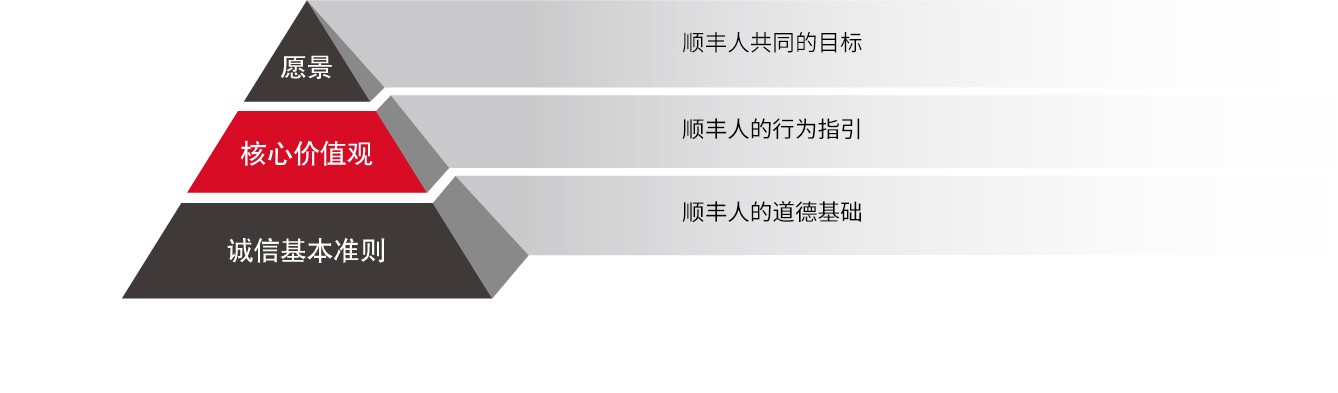 愿景
顺丰人共同的目标
核心价值观
顺丰人的行为指引
诚信基本准则
顺丰人的道德基础